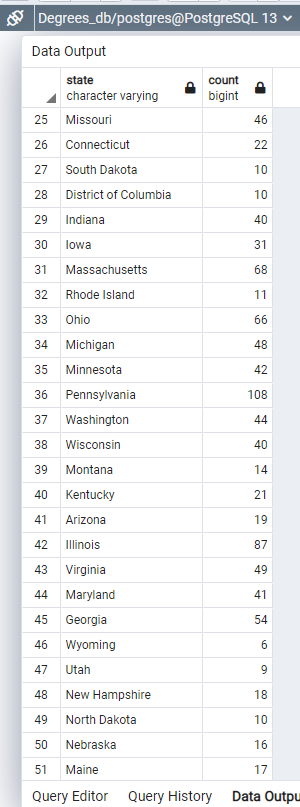 Degrees_db/postgres@PostgreSQL 13
Data Output
state count
character varying bigint
25 Missouri 46
26 Connecticut 22
27 South Dakota 10
28 District of Columbia 10
29 Indiana 40
30 Iowa 31
31 Massachusetts 68
32 Rhode Island 11
33 Ohio 66
34 Michigan 48
35 Minnesota 42
36 Pennsylvania 108
37 Washington 44
38 Wisconsin 40
39 Montana 14
40 Kentucky 21
41 Arizona 19
42 Illinois 87
43 Virginia 49
44 Maryland 41
45 Georgia 54
46 Wyoming 6
47 Utah 9
48 New Hampshire 18
49 North Dakota 10
50 Nebraska 16
51 Maine 17
Query Editor Query History Data Outpu